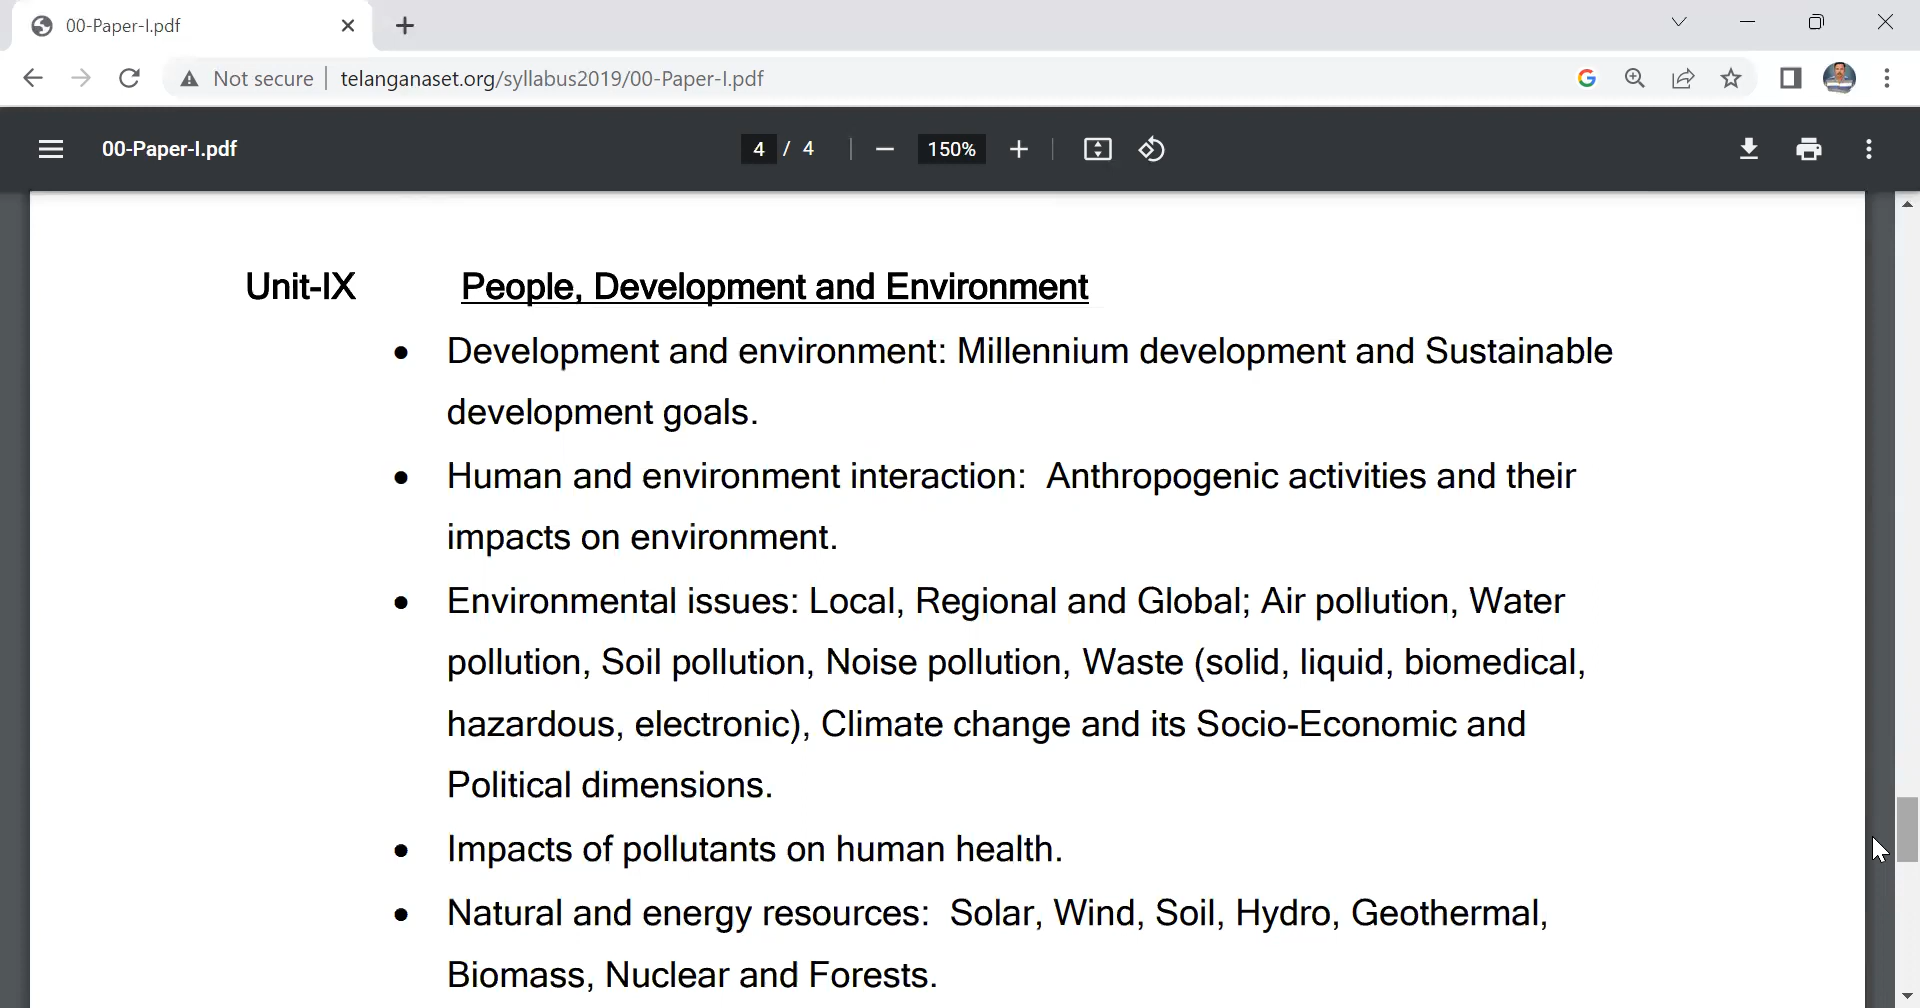 00-Paper-I.pdf
Not secure telanganaset.org/syllabus2019/00-Paper-I.pdf
00-Paper-I.pdf 4 / 4 150%
Unit-IX People, Development and Environment
• Development and environment: Millennium development and Sustainable
development goals.
• Human and environment interaction: Anthropogenic activities and their
impacts on environment.
• Environmental issues: Local, Regional and Global; Air pollution, Water
pollution, Soil pollution, Noise pollution, Waste (solid, liquid, biomedical,
hazardous, electronic), Climate change and its Socio-Economic and
Political dimensions.
• Impacts of pollutants on human health.
• Natural and energy resources: Solar, Wind, Soil, Hydro, Geothermal,
Biomass, Nuclear and Forests.